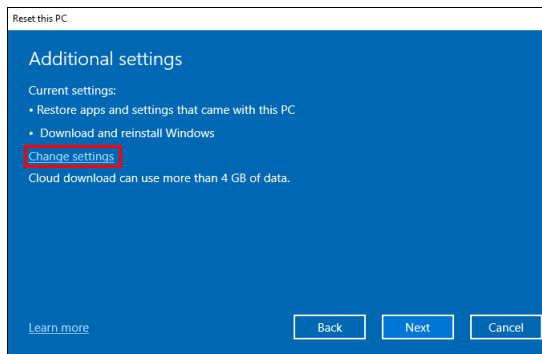 Reset this PC
Additional settings
Current settings:
• Restore apps and settings that came with this PC
• Download and reinstall Windows
Change settings
Cloud download can use more than 4 GB of data.
Learn more
Back
Next
Cancel